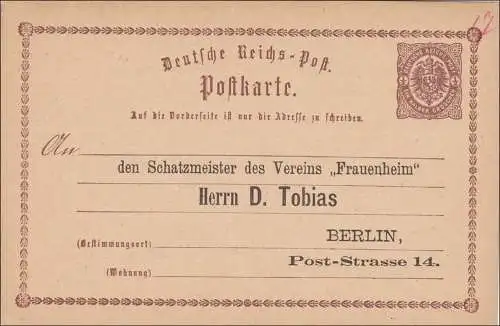 12
Deutsche Reichs-Post.
Postkarte.
Auf die Vorderseite ist nur die Adresse zu schreiben.
An
den Schatzmeister des Vereins „Frauenheim"
Herrn D. Tobias
BERLIN,
(Bestimmungsort)
Post-Strasse 14.
(Wohnung)